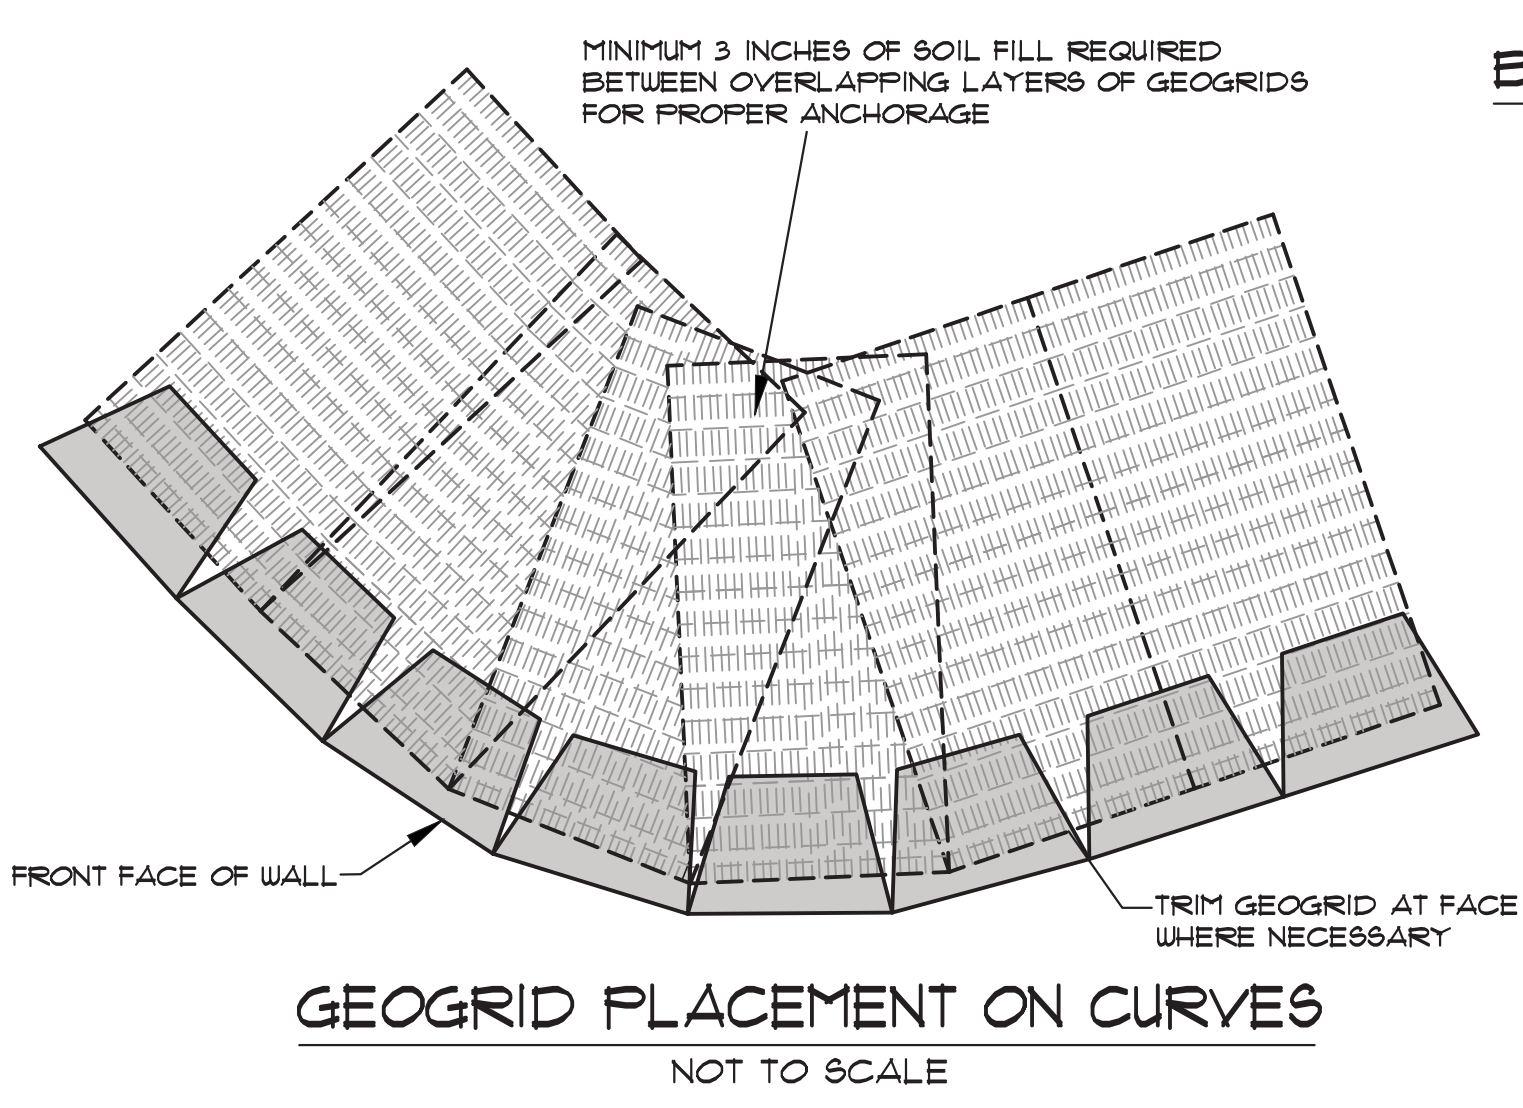 MINIMUM 3 INCHES OF SOIL FILL REQUIRED
BETWEEN OVERLAPPING LAYERS OF GEOGRIDS
FOR PROPER ANCHORAGE
FRONT FACE OF WALL
TRIM GEOGRID AT FACE
WHERE NECESSARY
GEOGRID PLACEMENT ON CURVES
NOT TO SCALE